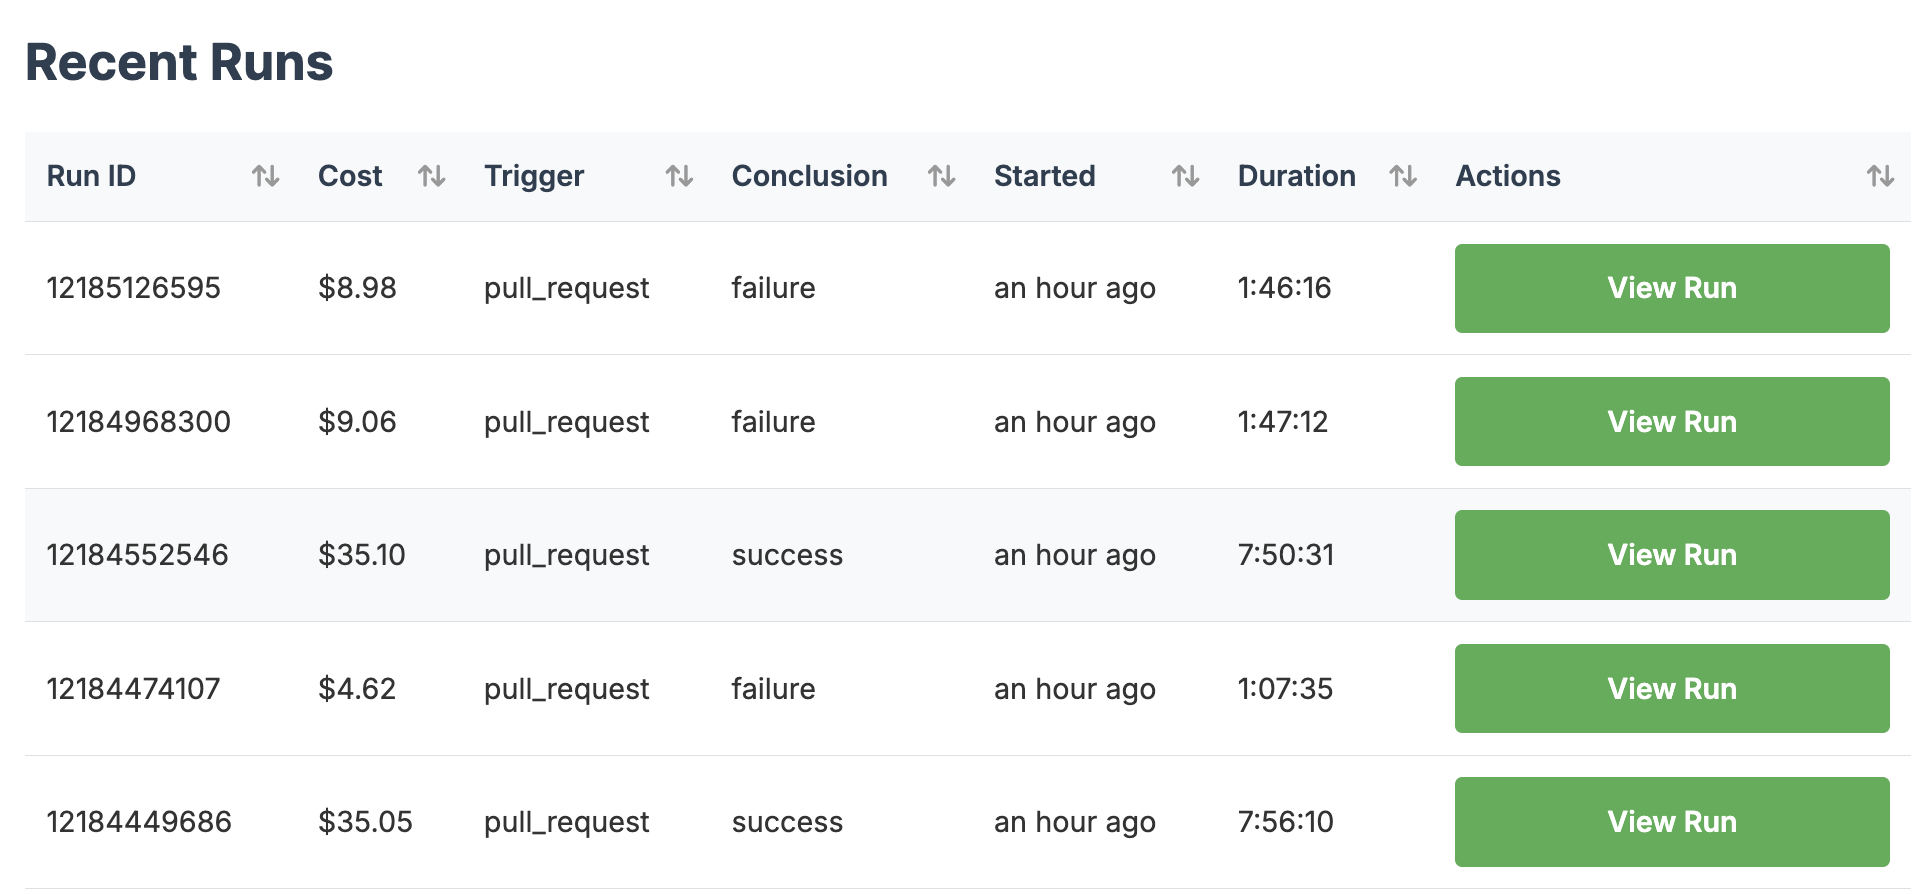 Recent Runs
Run ID Cost Trigger Conclusion Started Duration Actions
12185126595 $8.98 pull_request failure an hour ago 1:46:16 View Run
12184968300 $9.06 pull_request failure an hour ago 1:47:12 View Run
12184552546 $35.10 pull_request success an hour ago 7:50:31 View Run
12184474107 $4.62 pull_request failure an hour ago 1:07:35 View Run
12184449686 $35.05 pull_request success an hour ago 7:56:10 View Run